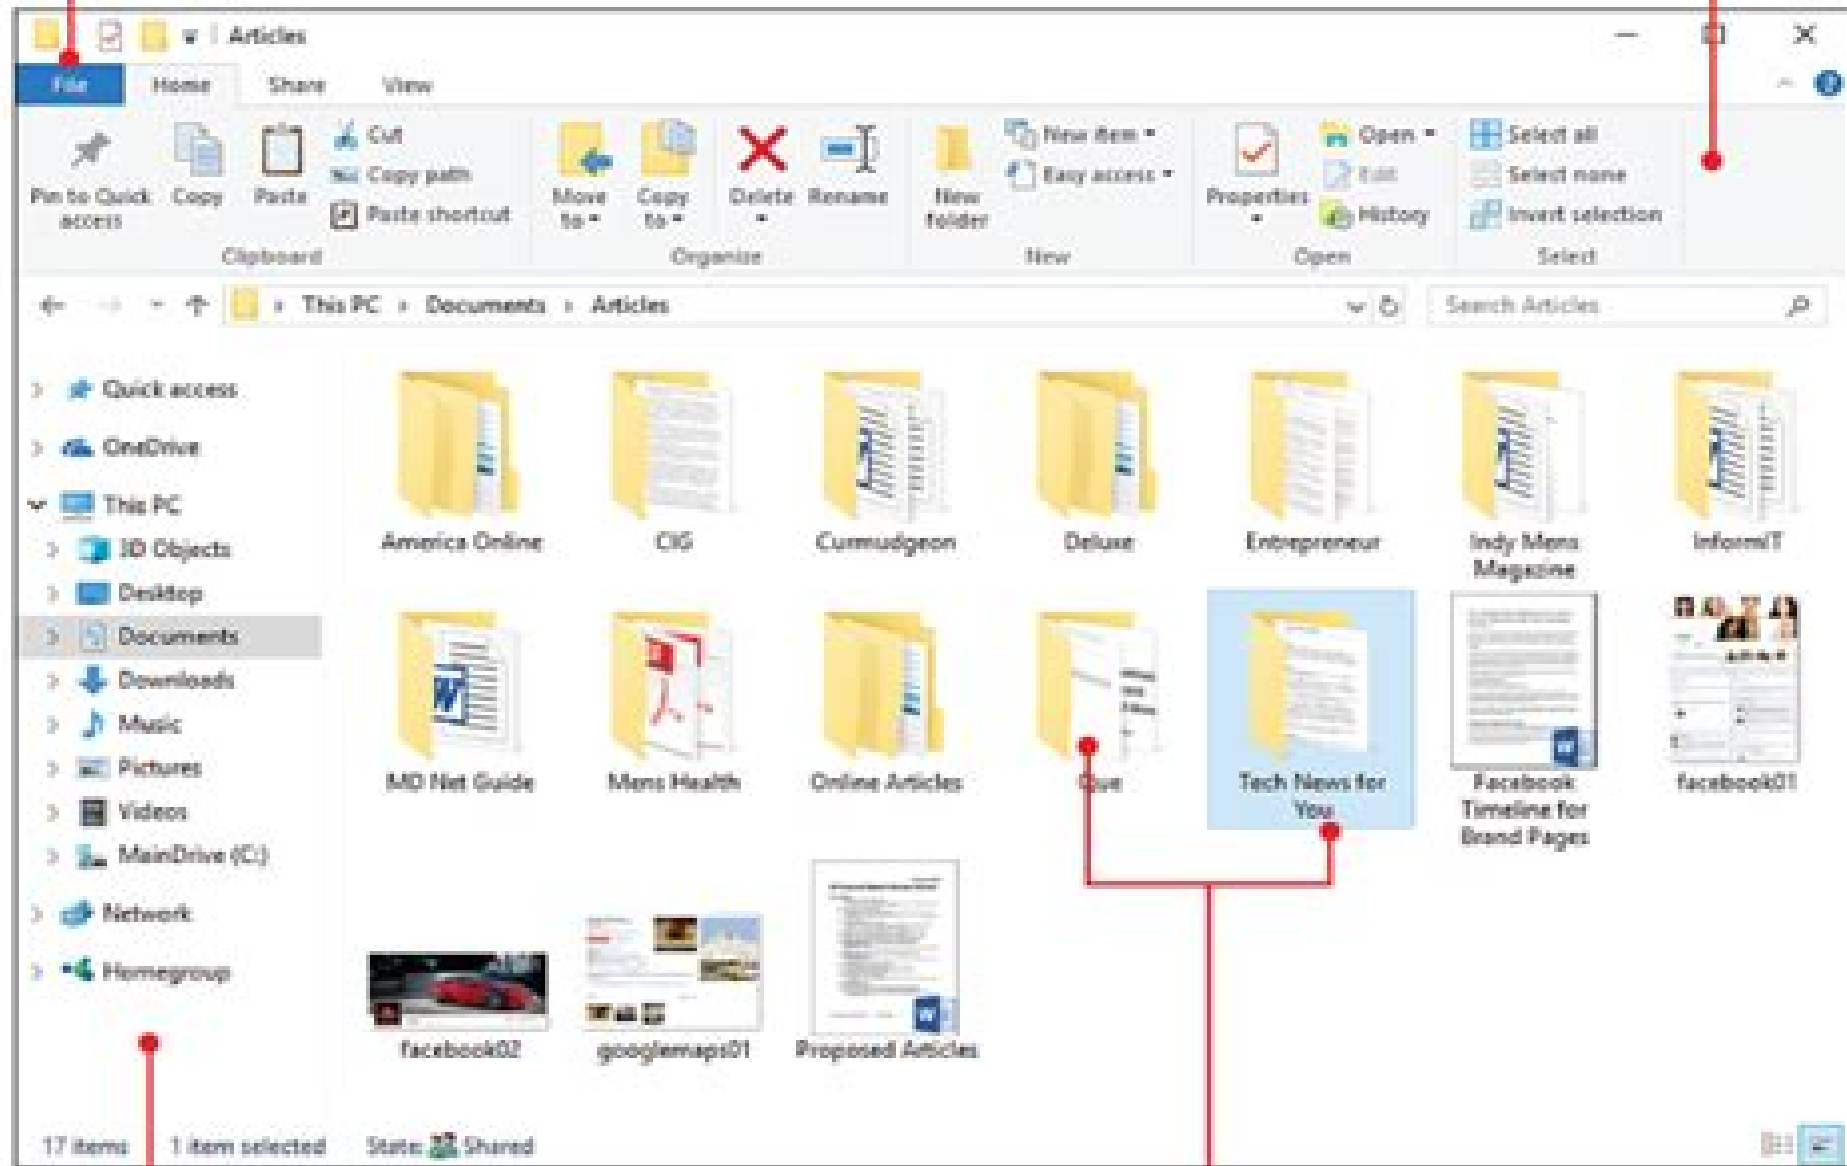 Articles
File Home Share View
Pin to Quick access
Copy
Paste
Cut
Copy path
Paste shortcut
Move to
Copy to
Delete
Rename
New folder
New item
Easy access
Properties
Open
Edit
History
Select all
Select none
Invert selection
Clipboard Organize New Open Select
This PC Documents Articles
Search Articles
Quick access
OneDrive
This PC
3D Objects
Desktop
Documents
Downloads
Music
Pictures
Videos
MainDrive (C:)
Network
Homegroup
America Online
CIG
Curmudgeon
Deluxe
Entrepreneur
Indy Mens
Magazine
InformIT
MD Net Guide
Mens Health
Online Articles
Que
Tech News for
You
Facebook
Timeline for
Brand Pages
facebook01
facebook02
googlemaps01
Proposed Articles
17 items 1 item selected State: Shared